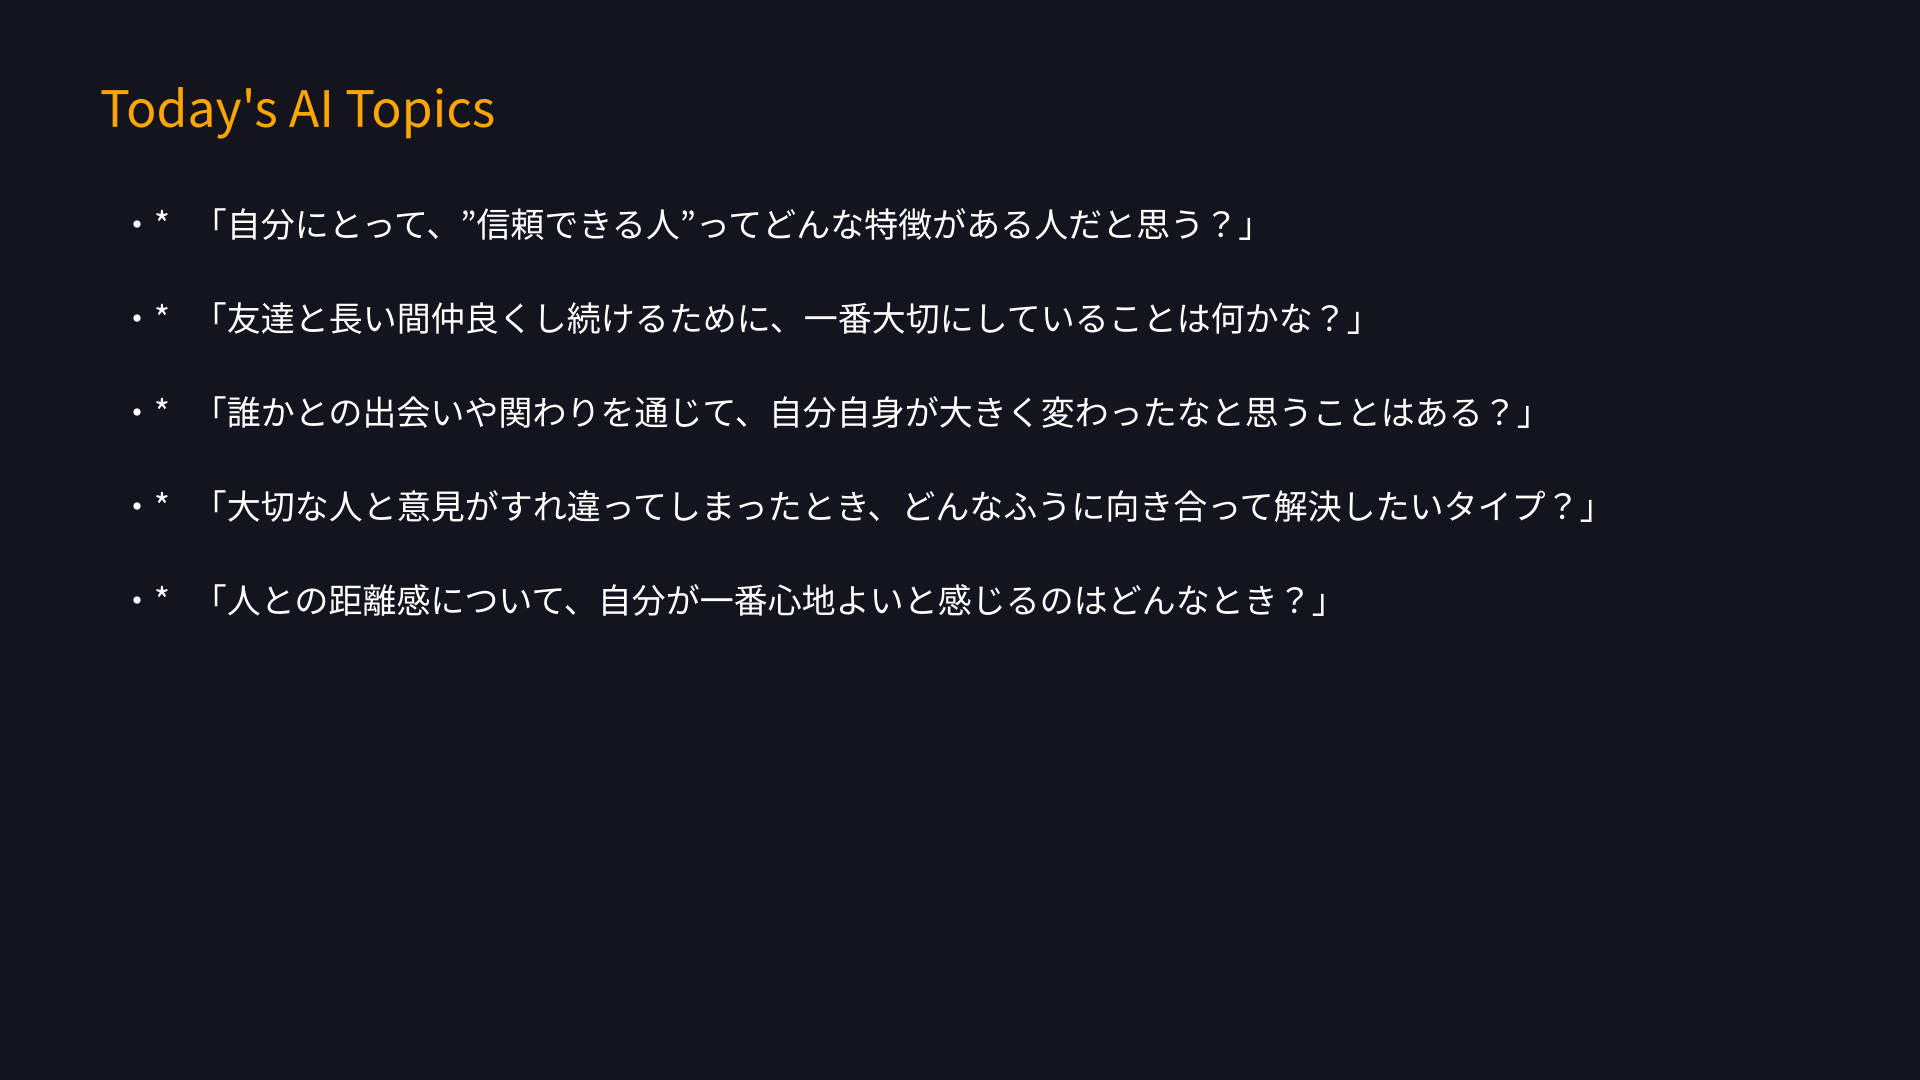 Today's AI Topics
・* 「自分にとって、”信頼できる人”ってどんな特徴がある人だと思う？」
・* 「友達と長い間仲良くし続けるために、一番大切にしていることは何かな？」
・* 「誰かとの出会いや関わりを通じて、自分自身が大きく変わったなと思うことはある？」
・* 「大切な人と意見がすれ違ってしまったとき、どんなふうに向き合って解決したいタイプ？」
・* 「人との距離感について、自分が一番心地よいと感じるのはどんなとき？」